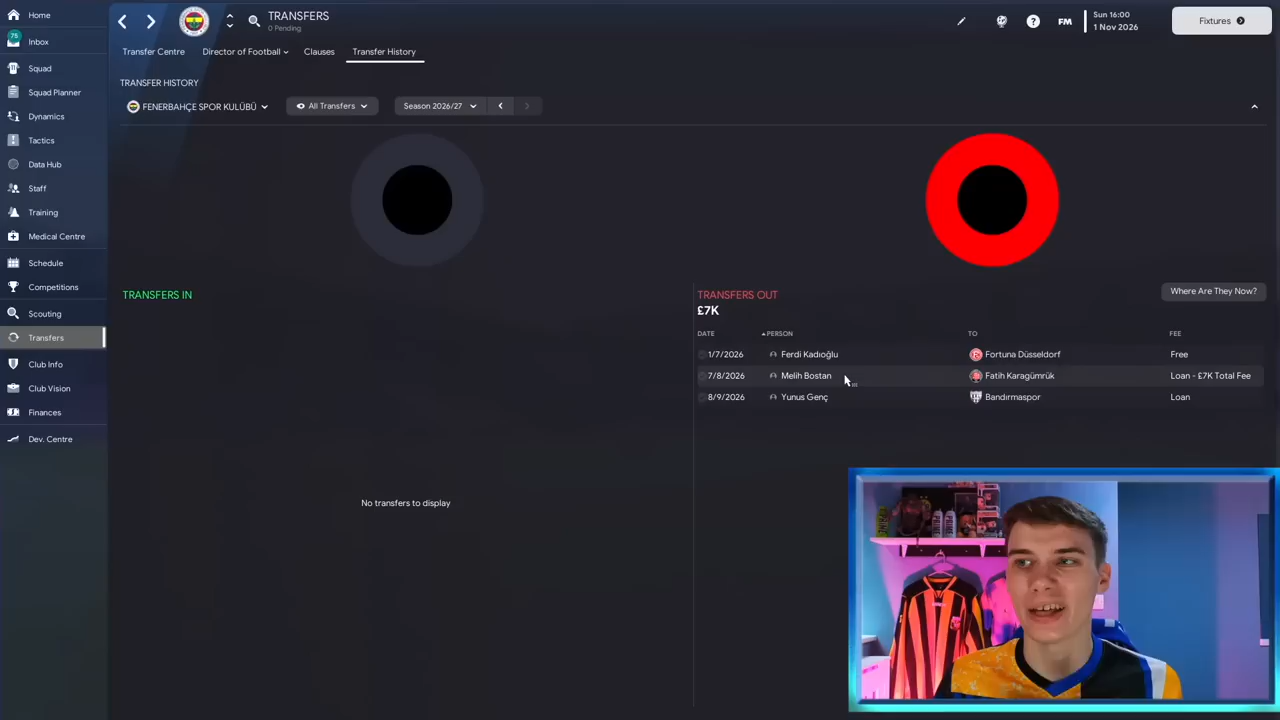 Home
TRANSFERS
0 Pending
FM
Sun 16:00
1 Nov 2026
Fixtures
75
Inbox
Transfer Centre
Director of Football
Clauses
Transfer History
Squad
Squad Planner
Dynamics
Tactics
Data Hub
Staff
Training
Medical Centre
Schedule
Competitions
Scouting
Transfers
Club Info
Club Vision
Finances
Dev. Centre
TRANSFER HISTORY
FENERBAHÇE SPOR KULÜBÜ
All Transfers
Season 2026/27
TRANSFERS IN
No transfers to display
TRANSFERS OUT
£7K
Where Are They Now?
DATE PERSON TO FEE
1/7/2026 Ferdi Kadıoğlu Fortuna Düsseldorf Free
7/8/2026 Melih Bostan Fatih Karagümrük Loan - £7K Total Fee
8/9/2026 Yunus Genç Bandırmaspor Loan